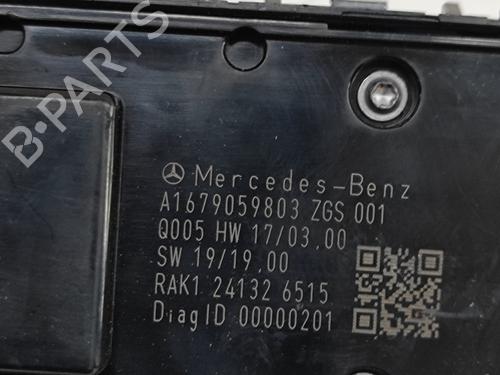 B-PARTS
Mercedes-Benz
A1679059803 ZGS 001
Q005 HW 17/03,00
SW 19/19,00
RAK1 24132 6515
DiagID 00000201